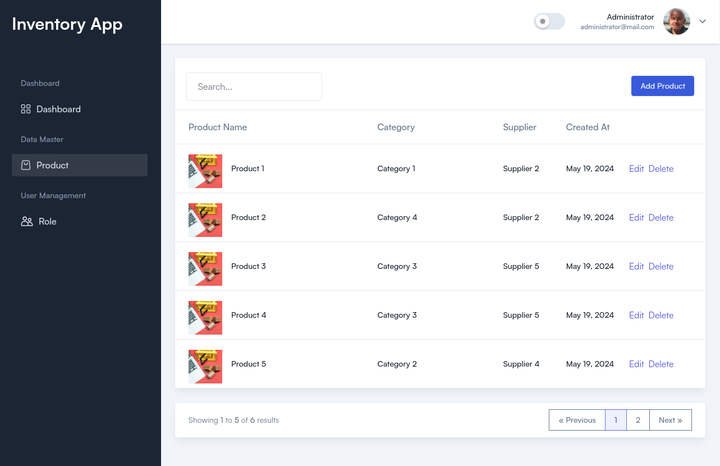 Inventory App
Administrator
administrator@mail.com
Dashboard
Dashboard
Data Master
Product
User Management
Role
Search...
Add Product
Product Name Category Supplier Created At
Product 1 Category 1 Supplier 2 May 19, 2024 Edit Delete
Product 2 Category 4 Supplier 2 May 19, 2024 Edit Delete
Product 3 Category 3 Supplier 5 May 19, 2024 Edit Delete
Product 4 Category 3 Supplier 5 May 19, 2024 Edit Delete
Product 5 Category 2 Supplier 4 May 19, 2024 Edit Delete
Showing 1 to 5 of 6 results
« Previous 1 2 Next »